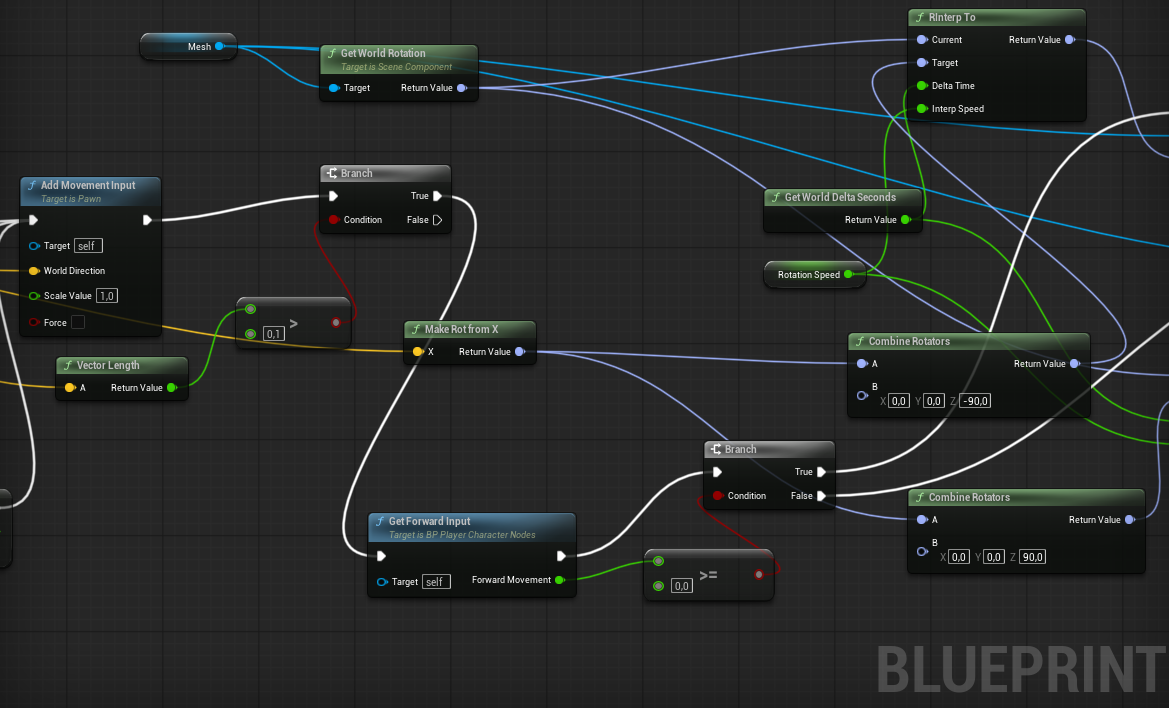 RInterp To
Current
Return Value
Target
Delta Time
Interp Speed
Mesh
Get World Rotation
Target is Scene Component
Target
Return Value
Add Movement Input
Target is Pawn
Target
self
World Direction
Scale Value
1,0
Force
Branch
True
Condition
False
Get World Delta Seconds
Return Value
Rotation Speed
>
0,1
Make Rot from X
X
Return Value
Vector Length
A
Return Value
Combine Rotators
A
Return Value
B
X 0,0 Y 0,0 Z -90,0
Branch
True
Condition
False
Combine Rotators
A
Return Value
B
X 0,0 Y 0,0 Z 90,0
Get Forward Input
Target is BP Player Character Nodes
Target
self
Forward Movement
>=
0,0
BLUEPRINT